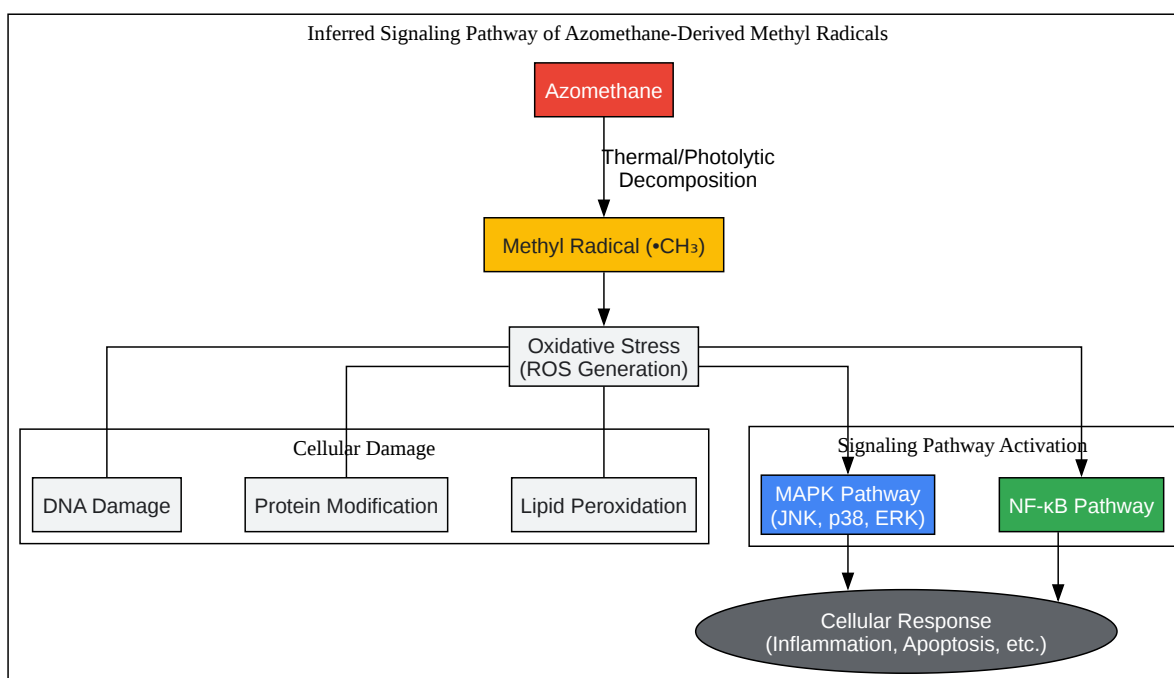 Inferred Signaling Pathway of Azomethane-Derived Methyl Radicals
Azomethane
Thermal/Photolytic
Decomposition
Methyl Radical (•CH₃)
Oxidative Stress
(ROS Generation)
Cellular Damage
DNA Damage
Protein Modification
Lipid Peroxidation
Signaling Pathway Activation
MAPK Pathway
(JNK, p38, ERK)
NF-κB Pathway
Cellular Response
(Inflammation, Apoptosis, etc.)